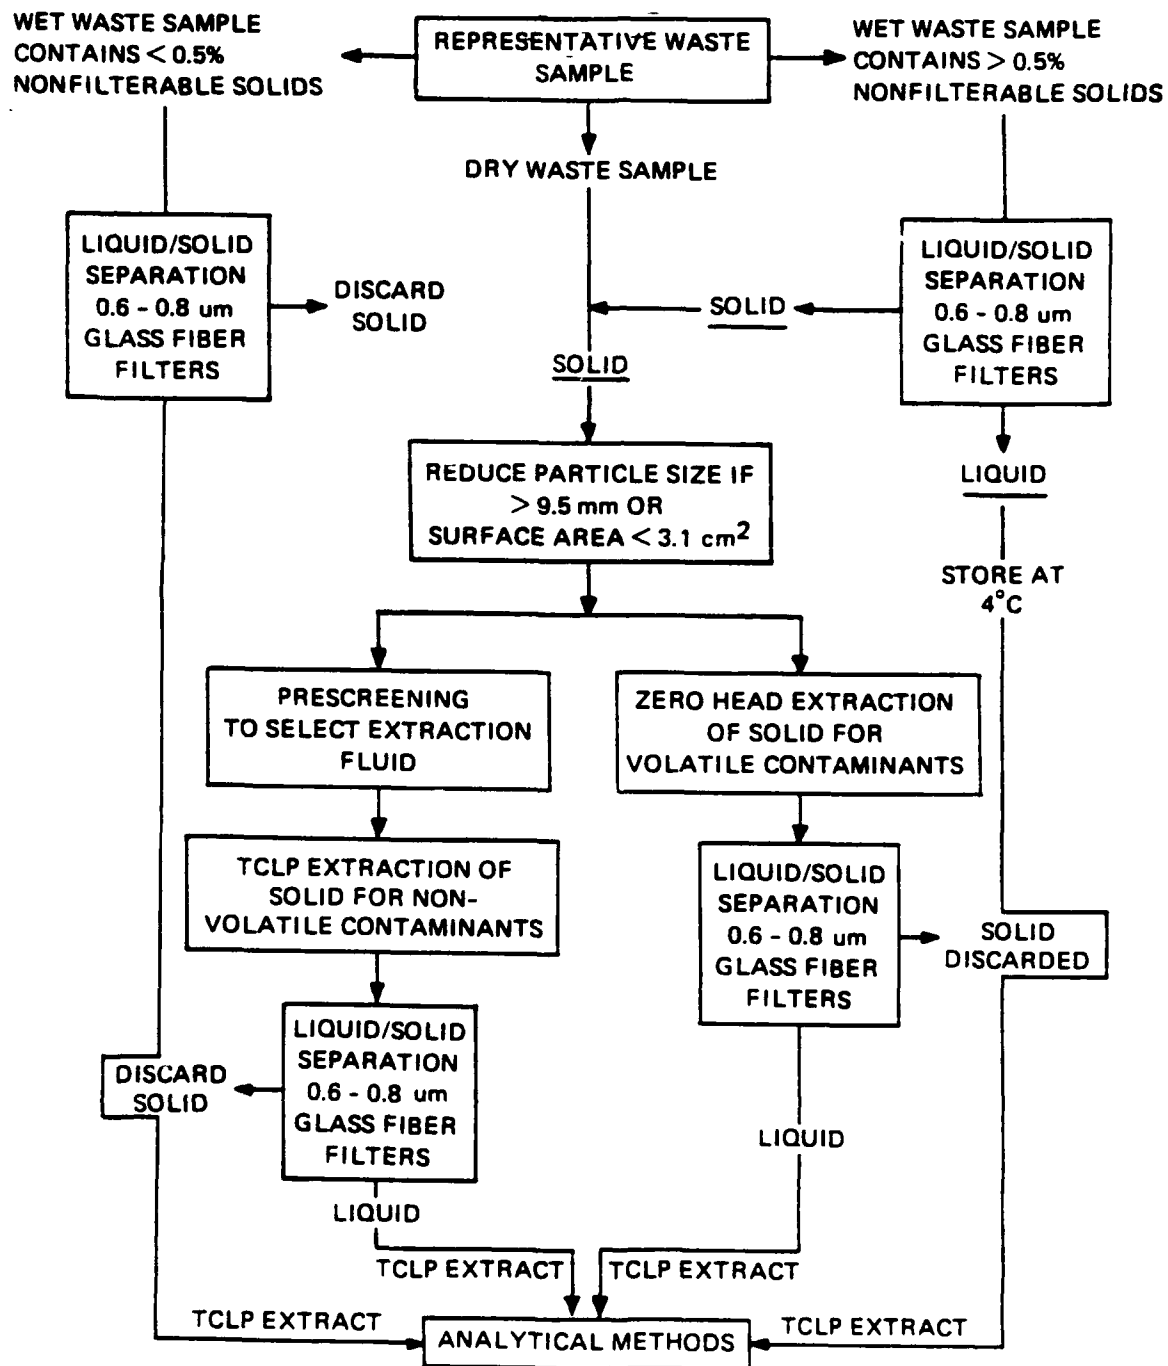 WET WASTE SAMPLE
CONTAINS < 0.5%
NONFILTERABLE SOLIDS
REPRESENTATIVE WASTE
SAMPLE
WET WASTE SAMPLE
CONTAINS > 0.5%
NONFILTERABLE SOLIDS
DRY WASTE SAMPLE
LIQUID/SOLID
SEPARATION
0.6 - 0.8 um
GLASS FIBER
FILTERS
DISCARD
SOLID
SOLID
LIQUID/SOLID
SEPARATION
0.6 - 0.8 um
GLASS FIBER
FILTERS
SOLID
REDUCE PARTICLE SIZE IF
> 9.5 mm OR
SURFACE AREA < 3.1 cm²
LIQUID
STORE AT
4°C
PRESCREENING
TO SELECT EXTRACTION
FLUID
ZERO HEAD EXTRACTION
OF SOLID FOR
VOLATILE CONTAMINANTS
TCLP EXTRACTION OF
SOLID FOR NON-
VOLATILE CONTAMINANTS
LIQUID/SOLID
SEPARATION
0.6 - 0.8 um
GLASS FIBER
FILTERS
SOLID
DISCARDED
LIQUID/SOLID
SEPARATION
0.6 - 0.8 um
GLASS FIBER
FILTERS
DISCARD
SOLID
LIQUID
LIQUID
TCLP EXTRACT
TCLP EXTRACT
TCLP EXTRACT
ANALYTICAL METHODS
TCLP EXTRACT